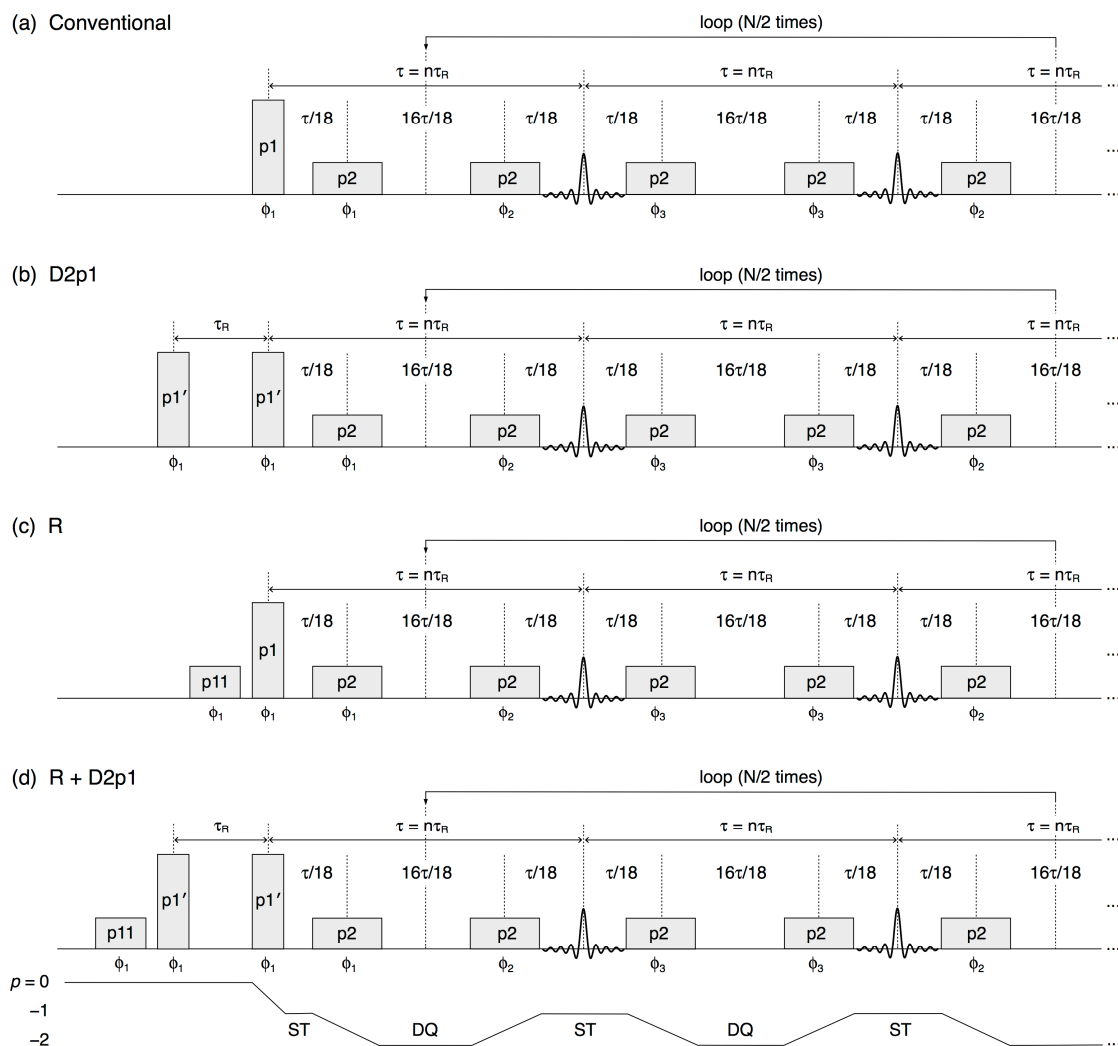 (a) Conventional
loop (N/2 times)
τ = nτR τ = nτR τ = nτR ...
τ/18 16τ/18 τ/18 τ/18 16τ/18 τ/18 τ/18 16τ/18
p1 ...
p2 p2 p2 p2 p2 ...
ϕ1 ϕ1 ϕ2 ϕ3 ϕ3 ϕ2
(b) D2p1
loop (N/2 times)
τR τ = nτR τ = nτR τ = nτR ...
τ/18 16τ/18 τ/18 τ/18 16τ/18 τ/18 τ/18 16τ/18
p1′ p1′ ...
p2 p2 p2 p2 p2 ...
ϕ1 ϕ1 ϕ1 ϕ2 ϕ3 ϕ3 ϕ2
(c) R
loop (N/2 times)
τ = nτR τ = nτR τ = nτR ...
τ/18 16τ/18 τ/18 τ/18 16τ/18 τ/18 τ/18 16τ/18
p1 ...
p11 p2 p2 p2 p2 p2 ...
ϕ1 ϕ1 ϕ1 ϕ2 ϕ3 ϕ3 ϕ2
(d) R + D2p1
loop (N/2 times)
τR τ = nτR τ = nτR τ = nτR ...
τ/18 16τ/18 τ/18 τ/18 16τ/18 τ/18 τ/18 16τ/18
p1′ p1′ ...
p11 p2 p2 p2 p2 p2 ...
ϕ1 ϕ1 ϕ1 ϕ1 ϕ2 ϕ3 ϕ3 ϕ2
p = 0
−1
ST DQ ST DQ ST
−2 ...